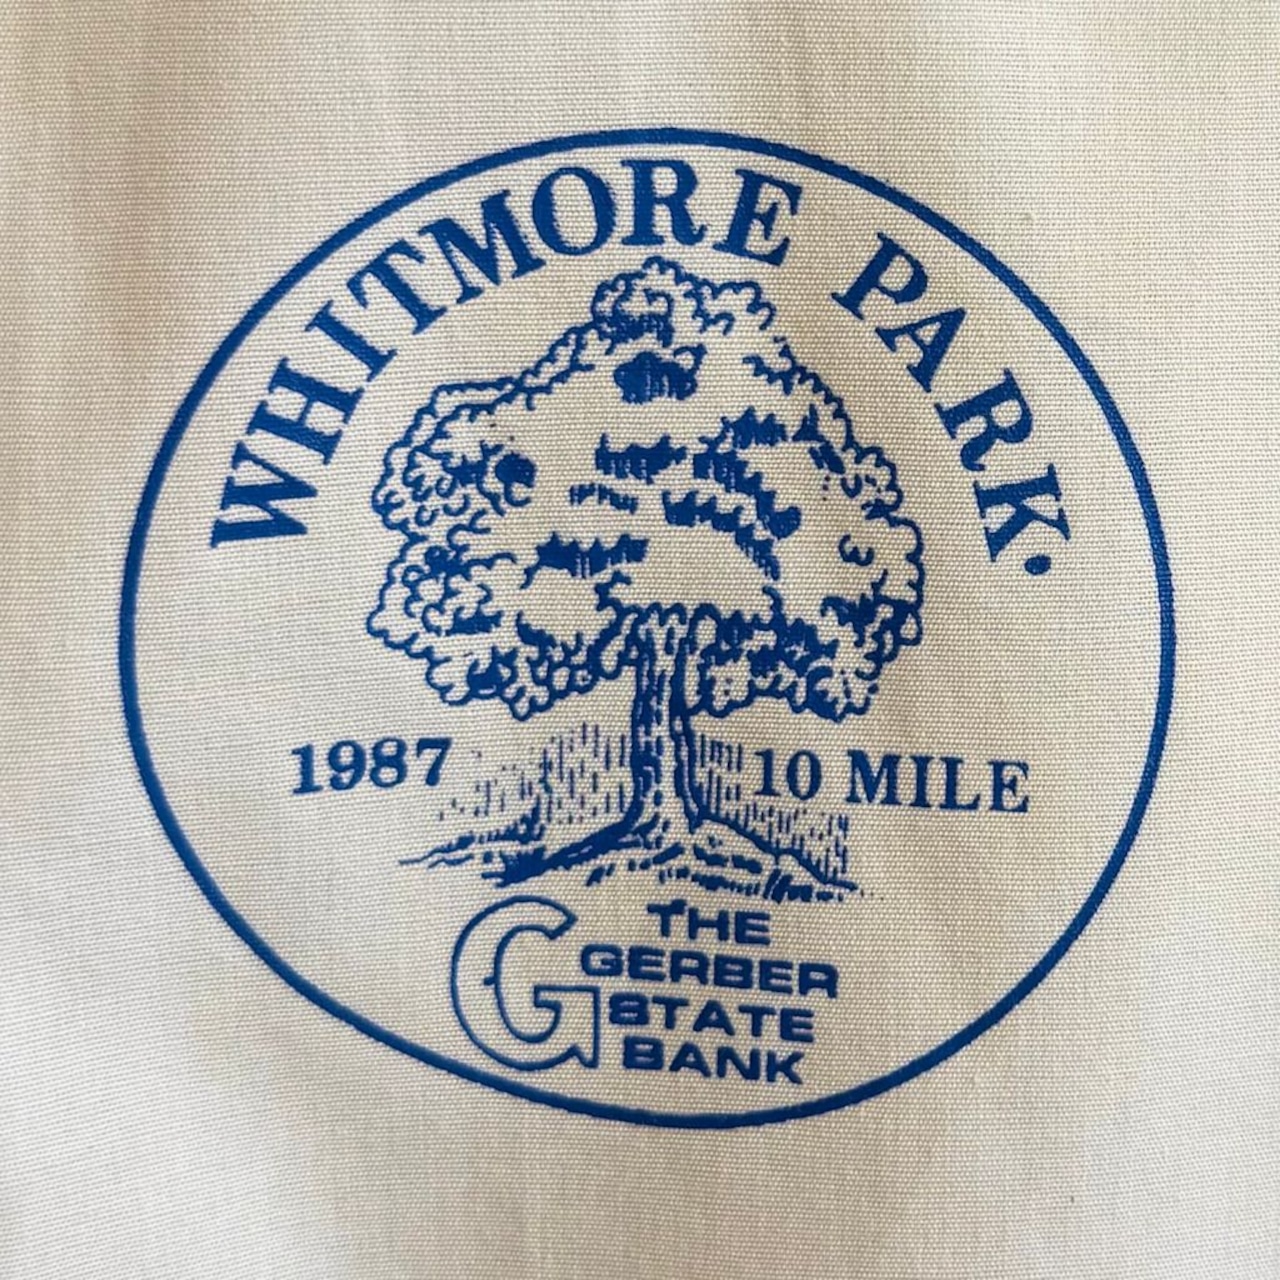 WHITMORE PARK.
1987 10 MILE
G
THE
GERBER
STATE
BANK